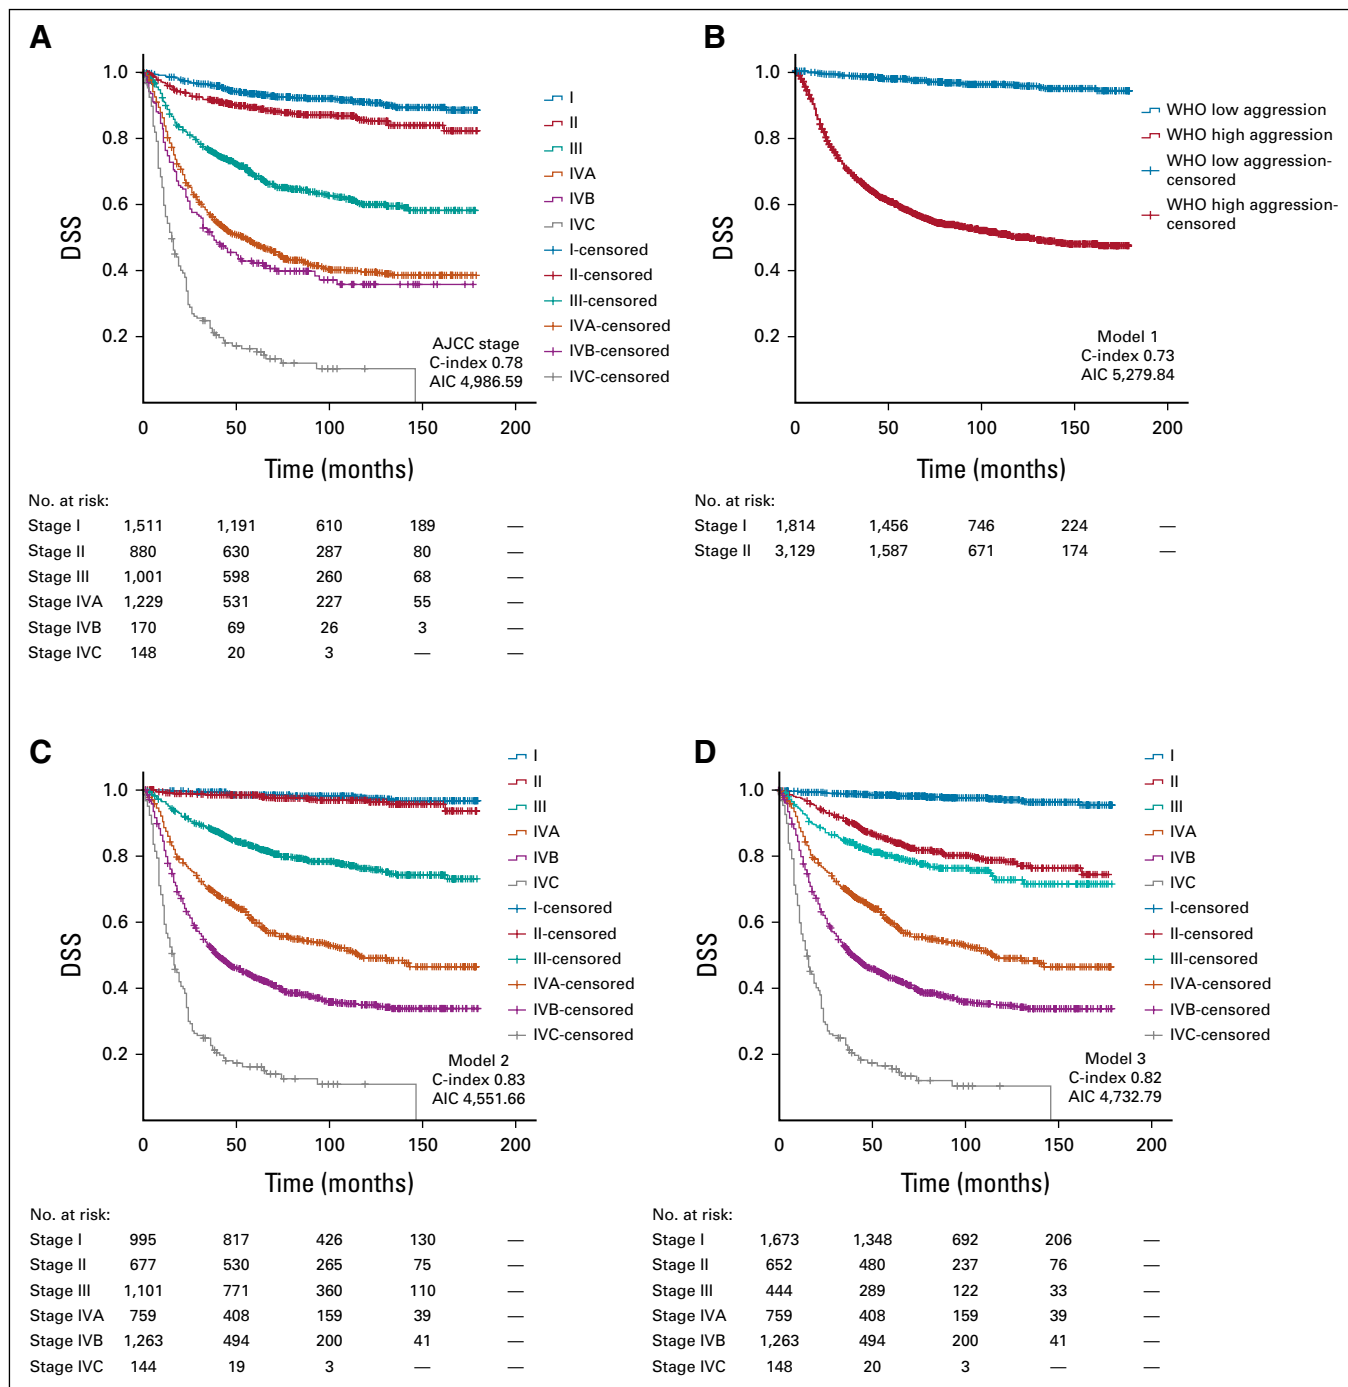 A
1.0
0.8
0.6
0.4
0.2
DSS
0
50
100
150
200
Time (months)
I
II
III
IVA
IVB
IVC
I-censored
II-censored
III-censored
IVA-censored
IVB-censored
IVC-censored
AJCC stage
C-index 0.78
AIC 4,986.59
No. at risk:
Stage I 1,511 1,191 610 189 —
Stage II 880 630 287 80 —
Stage III 1,001 598 260 68 —
Stage IVA 1,229 531 227 55 —
Stage IVB 170 69 26 3 —
Stage IVC 148 20 3 — —
B
1.0
0.8
0.6
0.4
0.2
DSS
0
50
100
150
200
Time (months)
WHO low aggression
WHO high aggression
WHO low aggression-
censored
WHO high aggression-
censored
Model 1
C-index 0.73
AIC 5,279.84
No. at risk:
Stage I 1,814 1,456 746 224 —
Stage II 3,129 1,587 671 174 —
C
1.0
0.8
0.6
0.4
0.2
DSS
0
50
100
150
200
Time (months)
I
II
III
IVA
IVB
IVC
I-censored
II-censored
III-censored
IVA-censored
IVB-censored
IVC-censored
Model 2
C-index 0.83
AIC 4,551.66
No. at risk:
Stage I 995 817 426 130 —
Stage II 677 530 265 75 —
Stage III 1,101 771 360 110 —
Stage IVA 759 408 159 39 —
Stage IVB 1,263 494 200 41 —
Stage IVC 144 19 3 — —
D
1.0
0.8
0.6
0.4
0.2
DSS
0
50
100
150
200
Time (months)
I
II
III
IVA
IVB
IVC
I-censored
II-censored
III-censored
IVA-censored
IVB-censored
IVC-censored
Model 3
C-index 0.82
AIC 4,732.79
No. at risk:
Stage I 1,673 1,348 692 206 —
Stage II 652 480 237 76 —
Stage III 444 289 122 33 —
Stage IVA 759 408 159 39 —
Stage IVB 1,263 494 200 41 —
Stage IVC 148 20 3 — —